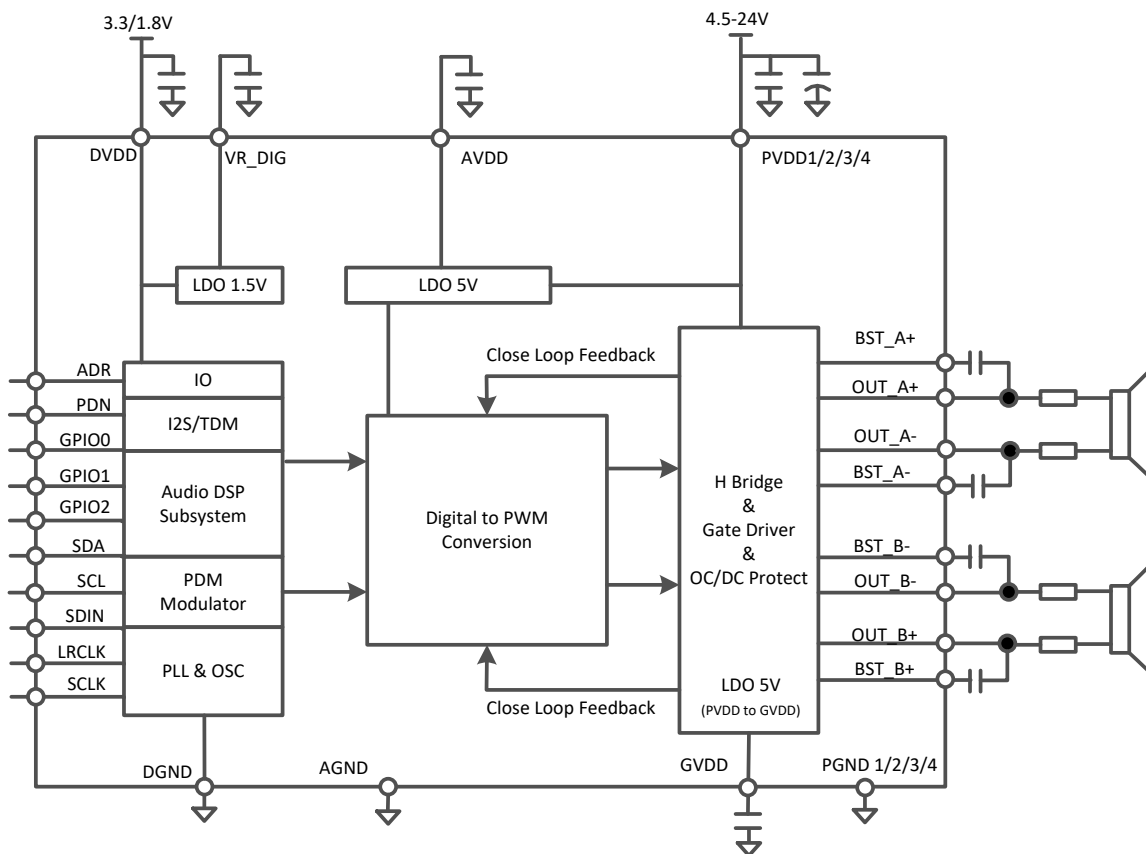 3.3/1.8V
4.5-24V
DVDD
VR_DIG
AVDD
PVDD1/2/3/4
LDO 1.5V
LDO 5V
ADR
PDN
GPIO0
GPIO1
GPIO2
SDA
SCL
SDIN
LRCLK
SCLK
IO
I2S/TDM
Audio DSP
Subsystem
PDM
Modulator
PLL & OSC
Close Loop Feedback
Digital to PWM
Conversion
Close Loop Feedback
H Bridge
&
Gate Driver
&
OC/DC Protect
LDO 5V
(PVDD to GVDD)
BST_A+
OUT_A+
OUT_A-
BST_A-
BST_B-
OUT_B-
OUT_B+
BST_B+
DGND
AGND
GVDD
PGND 1/2/3/4